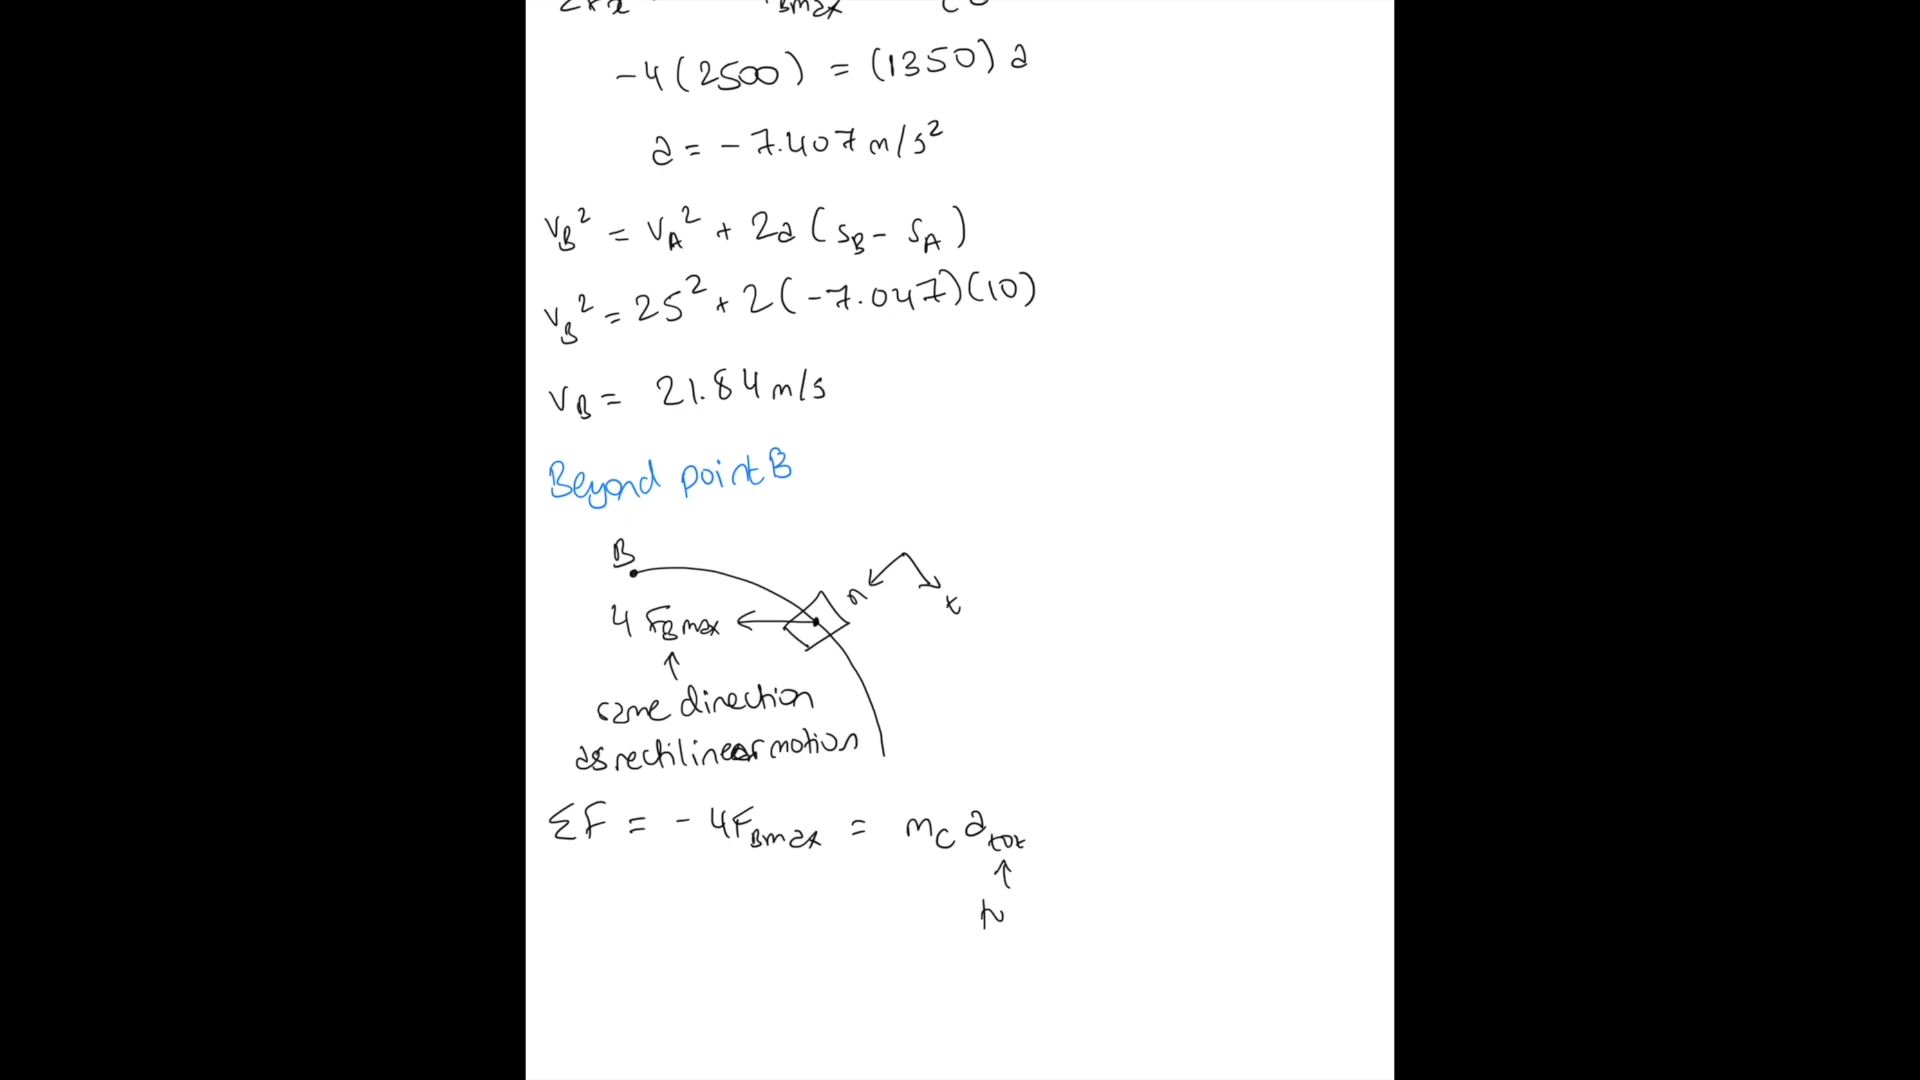 -4(2500) = (1350) a
a = -7.407 m/s²
v_B² = v_A² + 2a (s_B - s_A)
v_B² = 25² + 2(-7.047)(10)
v_B = 21.84 m/s
Beyond point B
B
n
t
4 F_Bmax
↑
same direction
as rectilinear motion
ΣF = - 4F_Bmax = m_C a_tot
↑